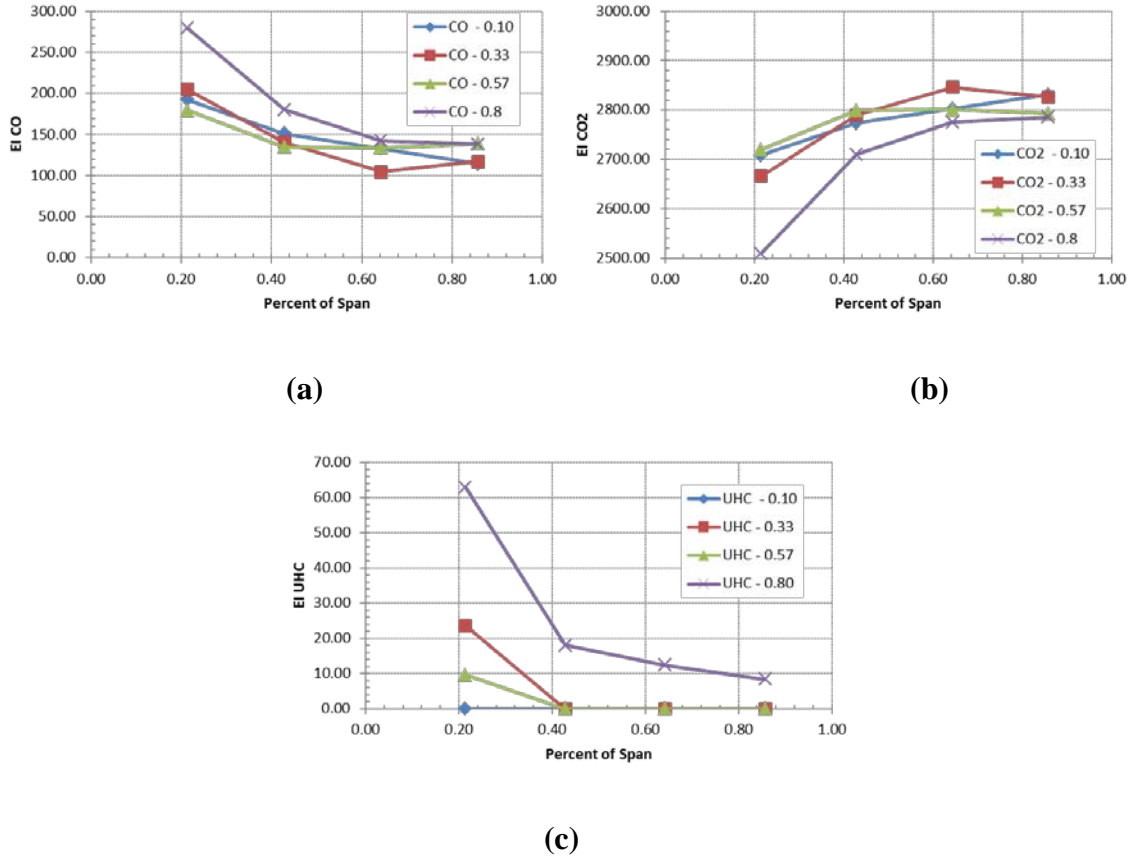 300.00
250.00
200.00
150.00
100.00
50.00
0.00
EI CO
0.00 0.20 0.40 0.60 0.80 1.00
Percent of Span
CO - 0.10
CO - 0.33
CO - 0.57
CO - 0.8
(a)
3000.00
2900.00
2800.00
2700.00
2600.00
2500.00
EI CO2
0.00 0.20 0.40 0.60 0.80 1.00
Percent of Span
CO2 - 0.10
CO2 - 0.33
CO2 - 0.57
CO2 - 0.8
(b)
70.00
60.00
50.00
40.00
30.00
20.00
10.00
0.00
EI UHC
0.00 0.20 0.40 0.60 0.80 1.00
Percent of Span
UHC - 0.10
UHC - 0.33
UHC - 0.57
UHC - 0.80
(c)